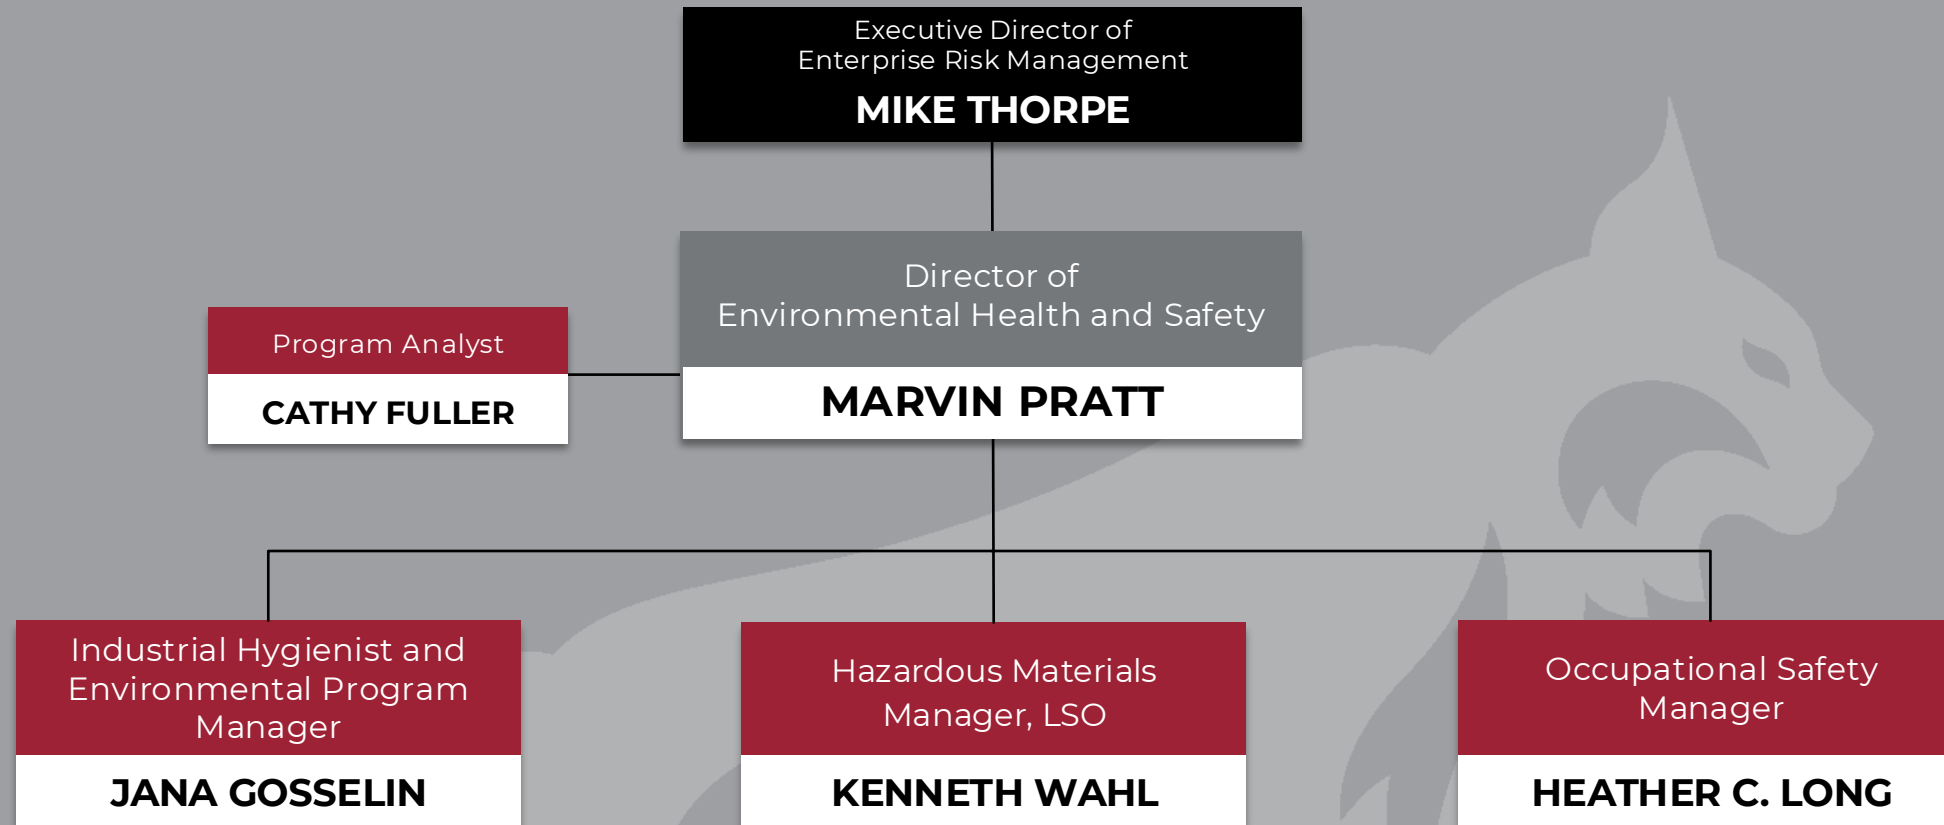 Executive Director of
Enterprise Risk Management
MIKE THORPE
Director of
Environmental Health and Safety
MARVIN PRATT
Program Analyst
CATHY FULLER
Industrial Hygienist and
Environmental Program
Manager
JANA GOSSELIN
Hazardous Materials
Manager, LSO
KENNETH WAHL
Occupational Safety
Manager
HEATHER C. LONG